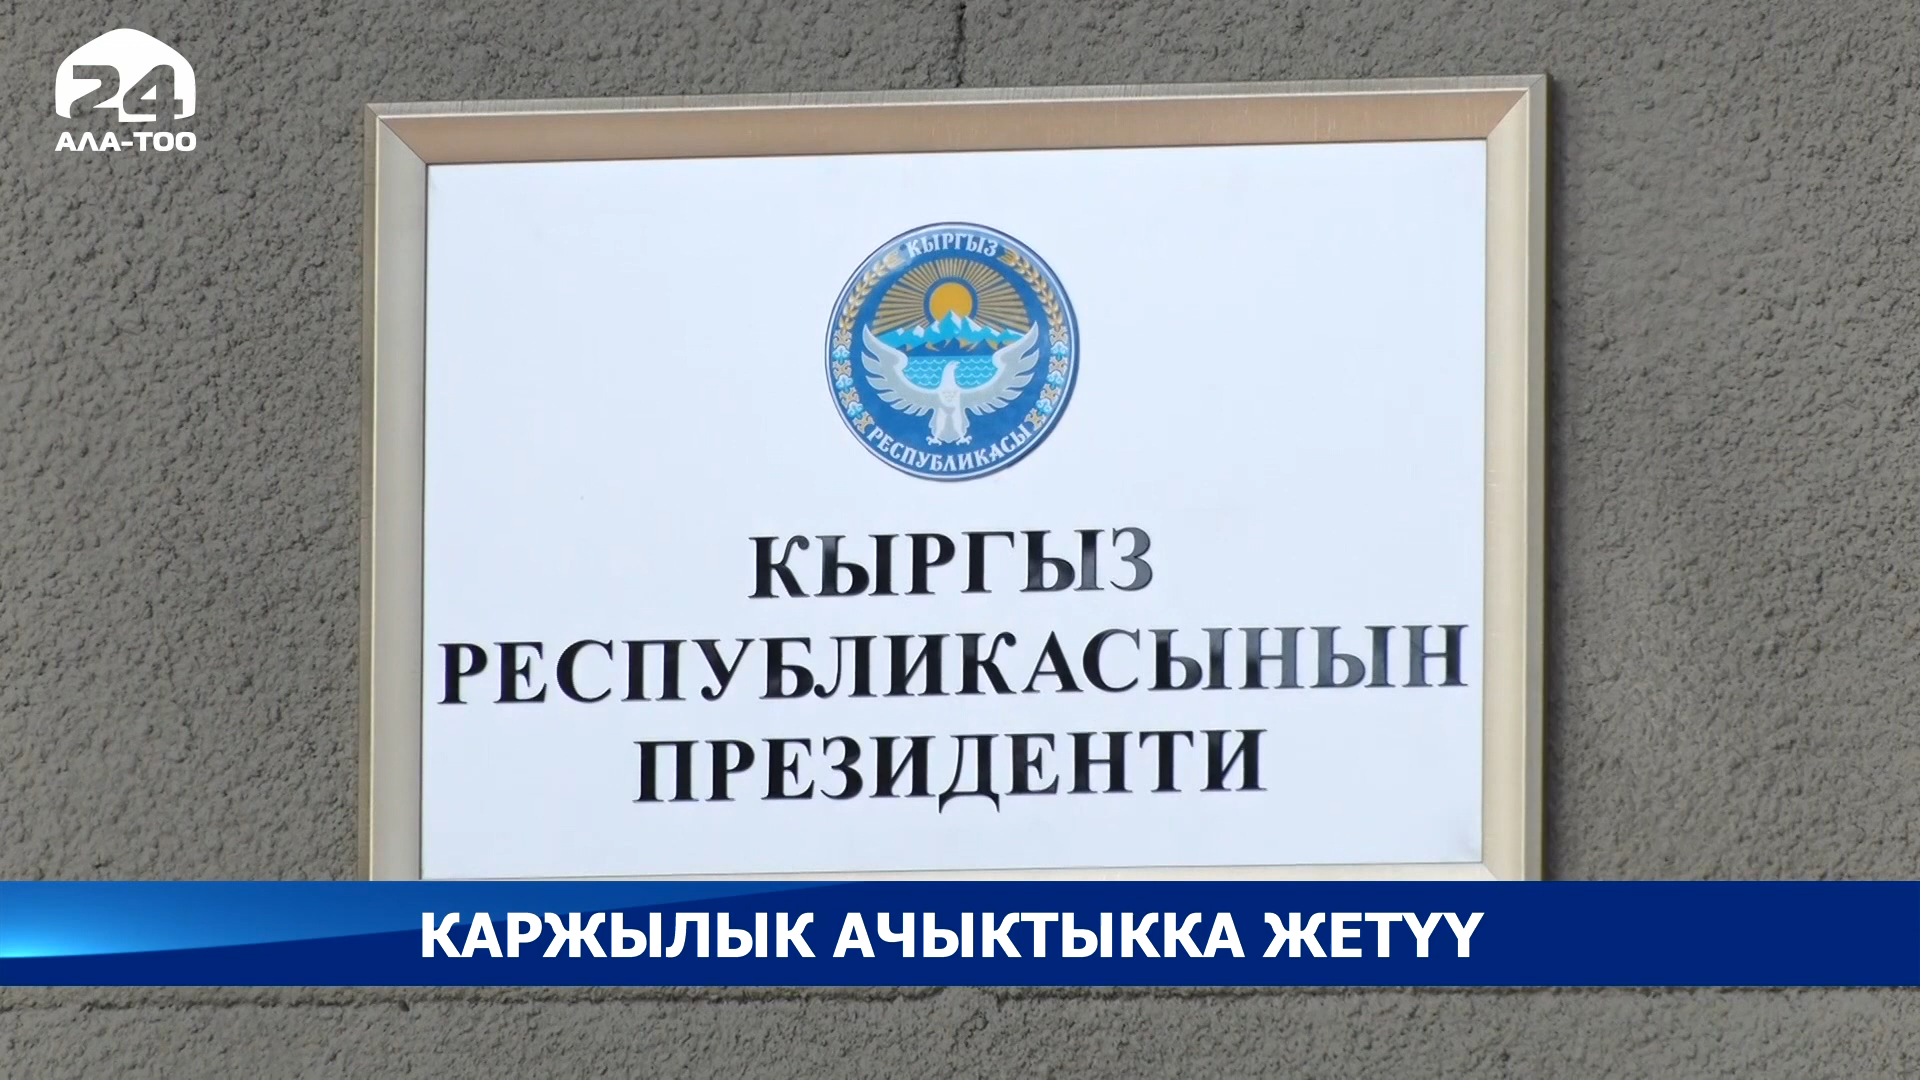 24
АЛА-ТОО
КЫРГЫЗ
РЕСПУБЛИКАСЫ
КЫРГЫЗ
РЕСПУБЛИКАСЫНЫН
ПРЕЗИДЕНТИ
КАРЖЫЛЫК АЧЫКТЫККА ЖЕТҮҮ